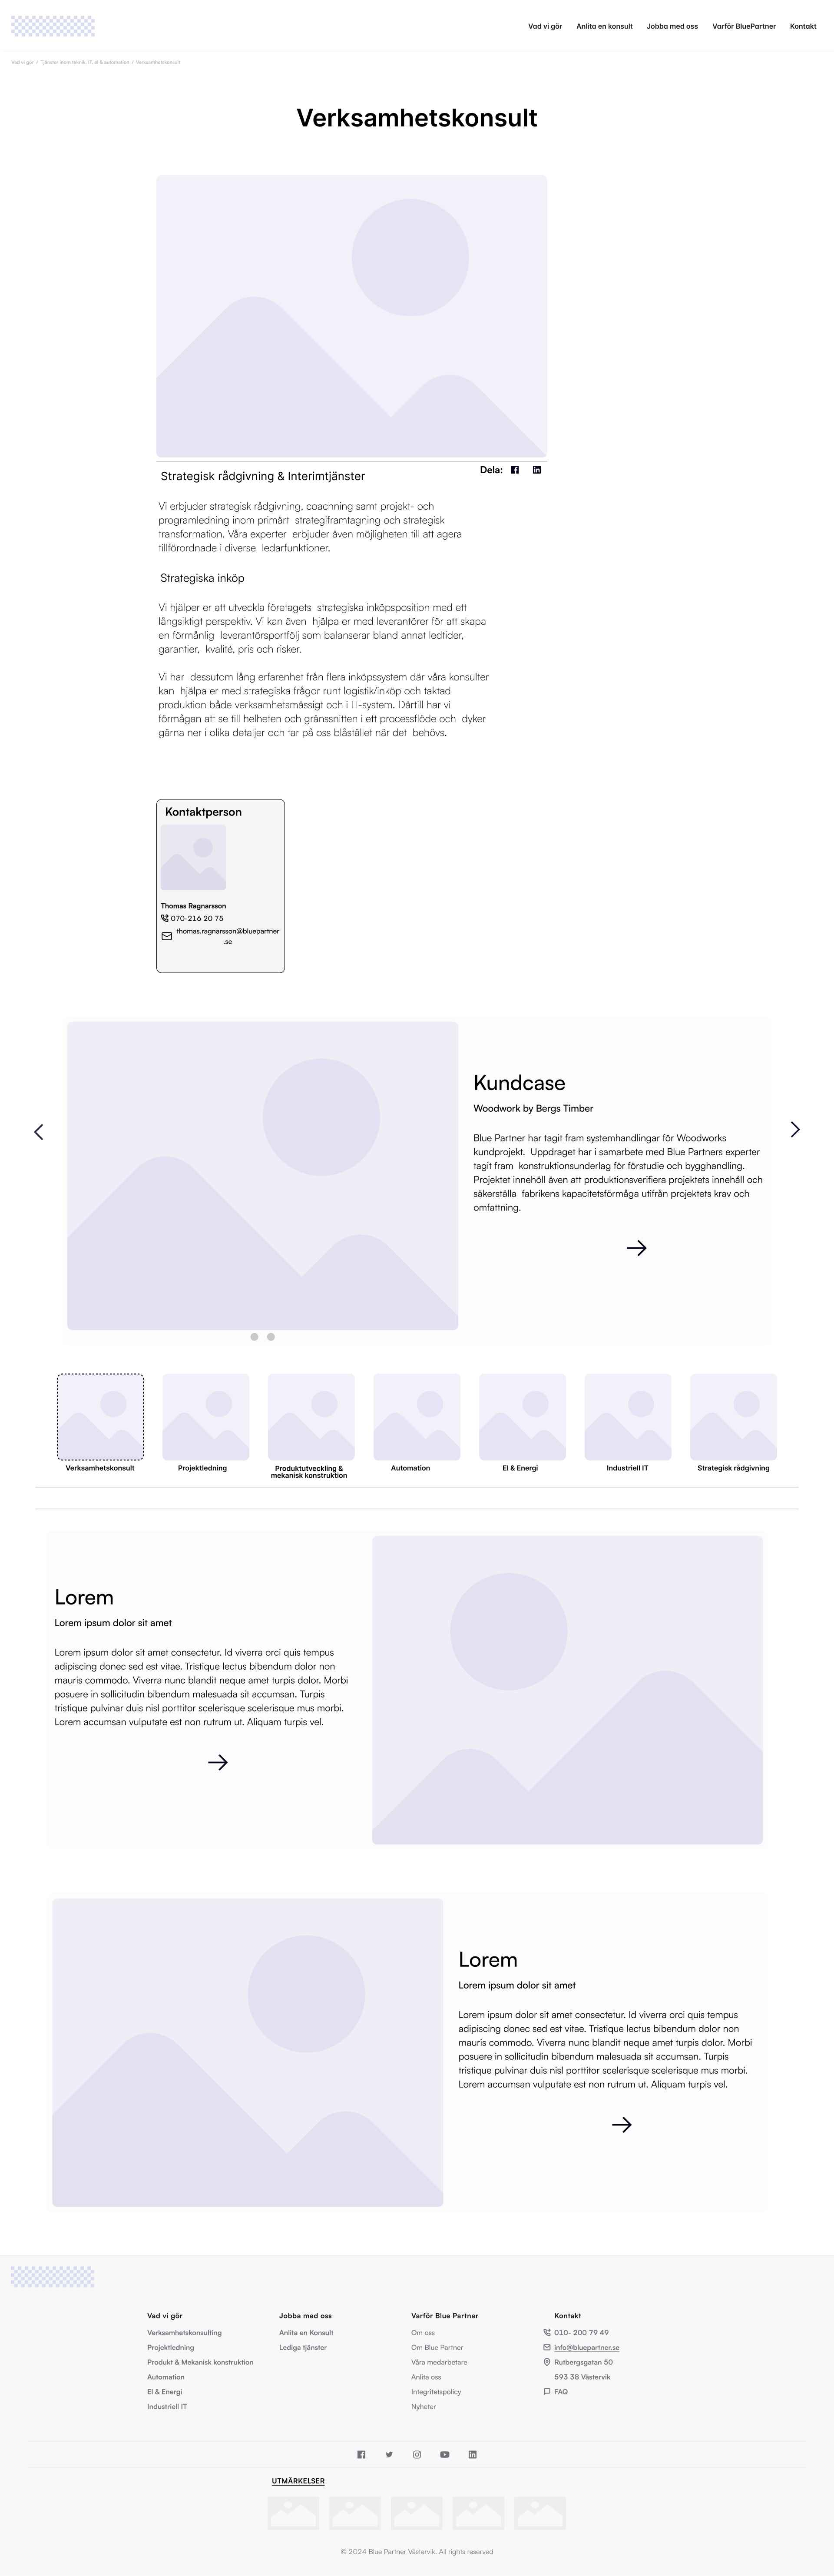 Vad vi gör
Anlita en konsult
Jobba med oss
Varför BluePartner
Kontakt
Vad vi gör / Tjänster inom teknik, IT, el & automation / Verksamhetskonsult
Verksamhetskonsult
Dela:
Strategisk rådgivning & Interimtjänster
Vi erbjuder strategisk rådgivning, coachning samt projekt- och
programledning inom primärt  strategiframtagning och strategisk
transformation. Våra experter  erbjuder även möjligheten till att agera
tillförordnade i diverse  ledarfunktioner.
Strategiska inköp
Vi hjälper er att utveckla företagets  strategiska inköpsposition med ett
långsiktigt perspektiv. Vi kan även  hjälpa er med leverantörer för att skapa
en förmånlig  leverantörsportfölj som balanserar bland annat ledtider,
garantier,  kvalité, pris och risker.
Vi har  dessutom lång erfarenhet från flera inköpssystem där våra konsulter
kan  hjälpa er med strategiska frågor runt logistik/inköp och taktad
produktion både verksamhetsmässigt och i IT-system. Därtill har vi
förmågan att se till helheten och gränssnitten i ett processflöde och  dyker
gärna ner i olika detaljer och tar på oss blåstället när det  behövs.
Kontaktperson
Thomas Ragnarsson
070-216 20 75
thomas.ragnarsson@bluepartner
.se
Kundcase
Woodwork by Bergs Timber
Blue Partner har tagit fram systemhandlingar för Woodworks
kundprojekt.  Uppdraget har i samarbete med Blue Partners experter
tagit fram  konstruktionsunderlag för förstudie och bygghandling.
Projektet innehöll även att produktionsverifiera projektets innehåll och
säkerställa  fabrikens kapacitetsförmåga utifrån projektets krav och
omfattning.
Verksamhetskonsult
Projektledning
Produktutveckling &
mekanisk konstruktion
Automation
El & Energi
Industriell IT
Strategisk rådgivning
Lorem
Lorem ipsum dolor sit amet
Lorem ipsum dolor sit amet consectetur. Id viverra orci quis tempus
adipiscing donec sed est vitae. Tristique lectus bibendum dolor non
mauris commodo. Viverra nunc blandit neque amet turpis dolor. Morbi
posuere in sollicitudin bibendum malesuada sit accumsan. Turpis
tristique pulvinar duis nisl porttitor scelerisque scelerisque mus morbi.
Lorem accumsan vulputate est non rutrum ut. Aliquam turpis vel.
Lorem
Lorem ipsum dolor sit amet
Lorem ipsum dolor sit amet consectetur. Id viverra orci quis tempus
adipiscing donec sed est vitae. Tristique lectus bibendum dolor non
mauris commodo. Viverra nunc blandit neque amet turpis dolor. Morbi
posuere in sollicitudin bibendum malesuada sit accumsan. Turpis
tristique pulvinar duis nisl porttitor scelerisque scelerisque mus morbi.
Lorem accumsan vulputate est non rutrum ut. Aliquam turpis vel.
Vad vi gör
Verksamhetskonsulting
Projektledning
Produkt & Mekanisk konstruktion
Automation
El & Energi
Industriell IT
Jobba med oss
Anlita en Konsult
Lediga tjänster
Varför Blue Partner
Om oss
Om Blue Partner
Våra medarbetare
Anlita oss
Integritetspolicy
Nyheter
Kontakt
010- 200 79 49
info@bluepartner.se
Rutbergsgatan 50
593 38 Västervik
FAQ
UTMÄRKELSER
© 2024 Blue Partner Västervik, All rights reserved